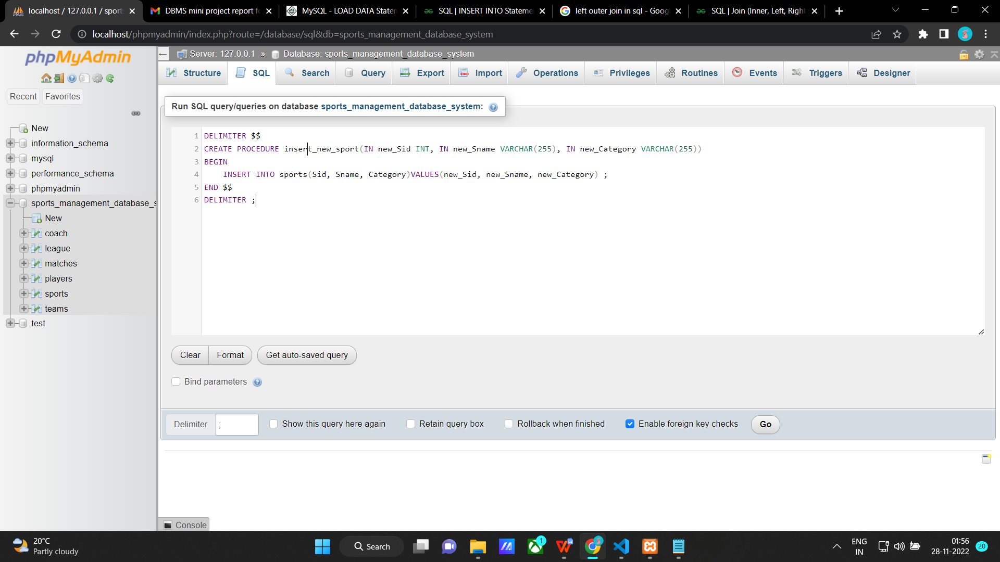 localhost / 127.0.0.1 / sport
DBMS mini project report fo
MySQL - LOAD DATA Statem
SQL | INSERT INTO Stateme
left outer join in sql - Goog
SQL | Join (Inner, Left, Right
localhost/phpmyadmin/index.php?route=/database/sql&db=sports_management_database_system
phpMyAdmin
Recent
Favorites
New
information_schema
mysql
performance_schema
phpmyadmin
sports_management_database_s
New
coach
league
matches
players
sports
teams
test
Server: 127.0.0.1 » Database: sports_management_database_system
Structure
SQL
Search
Query
Export
Import
Operations
Privileges
Routines
Events
Triggers
Designer
Run SQL query/queries on database sports_management_database_system:
1 DELIMITER $$
2 CREATE PROCEDURE insert_new_sport(IN new_Sid INT, IN new_Sname VARCHAR(255), IN new_Category VARCHAR(255))
3 BEGIN
4 INSERT INTO sports(Sid, Sname, Category)VALUES(new_Sid, new_Sname, new_Category) ;
5 END $$
6 DELIMITER ;
Clear
Format
Get auto-saved query
Bind parameters
Delimiter ;
Show this query here again
Retain query box
Rollback when finished
Enable foreign key checks
Go
Console
20°C
Partly cloudy
Search
1
ENG
IN
01:56
28-11-2022
20